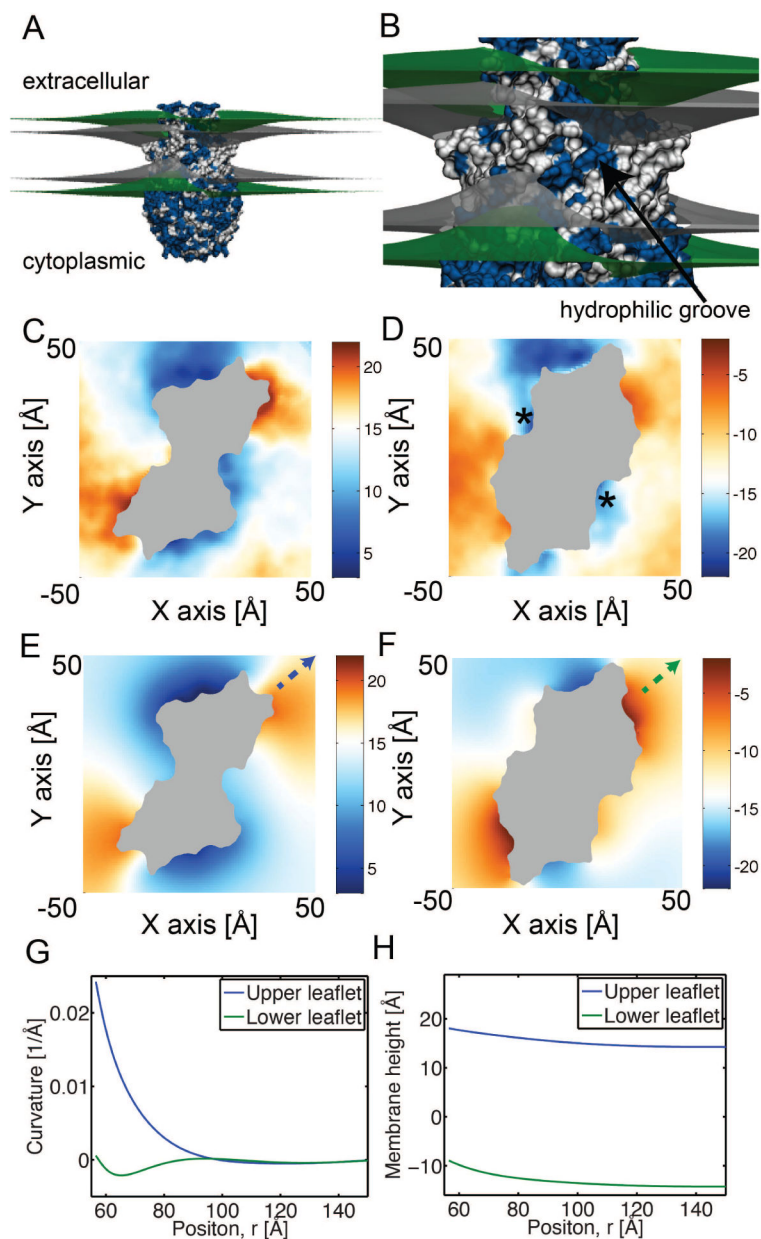 A
B
extracellular
cytoplasmic
hydrophilic groove
C
D
50
Y axis [Å]
-50
X axis [Å]
50
20
15
10
5
50
Y axis [Å]
*
*
-50
X axis [Å]
50
-5
-10
-15
-20
E
F
50
Y axis [Å]
-50
X axis [Å]
50
20
15
10
5
50
Y axis [Å]
-50
X axis [Å]
50
-5
-10
-15
-20
G
H
Upper leaflet
Lower leaflet
Curvature [1/Å]
0.02
0.01
0
60
80
100
120
140
Positon, r [Å]
Upper leaflet
Lower leaflet
Membrane height [Å]
20
10
0
−10
60
80
100
120
140
Positon, r [Å]